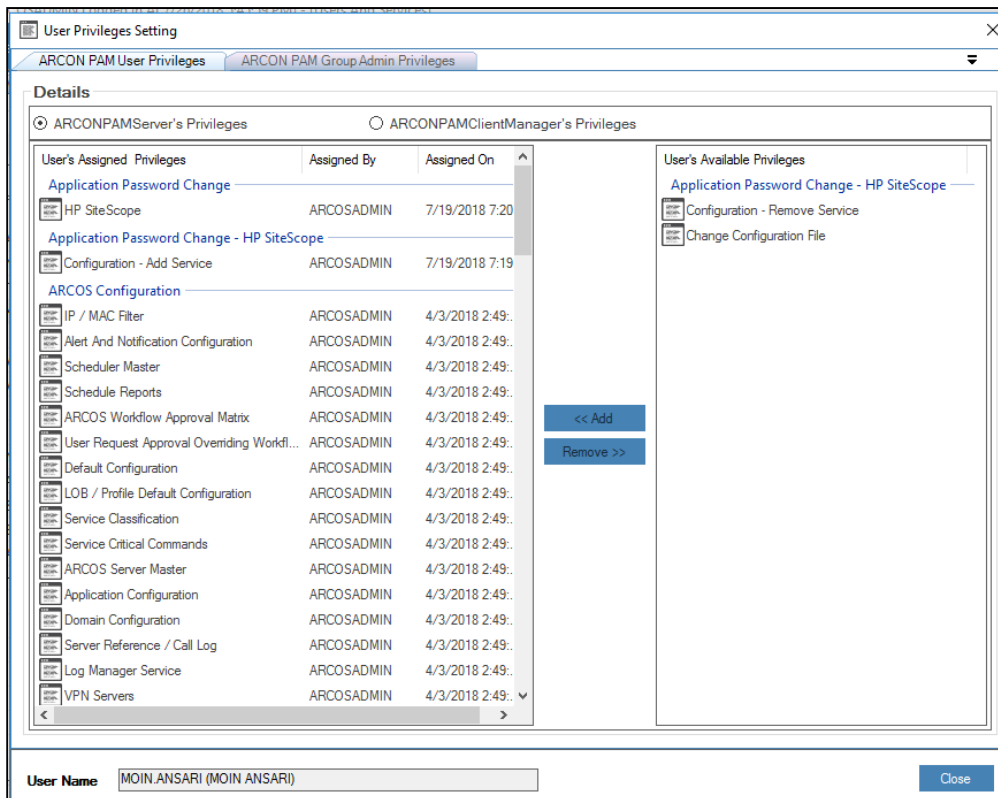 User Privileges Setting
ARCON PAM User Privileges ARCON PAM Group Admin Privileges
Details
ARCONPAMServer's Privileges ARCONPAMClientManager's Privileges
User's Assigned Privileges Assigned By Assigned On
Application Password Change
HP SiteScope ARCOSADMIN 7/19/2018 7:20
Application Password Change - HP SiteScope
Configuration - Add Service ARCOSADMIN 7/19/2018 7:19
ARCOS Configuration
IP / MAC Filter ARCOSADMIN 4/3/2018 2:49:.
Alert And Notification Configuration ARCOSADMIN 4/3/2018 2:49:.
Scheduler Master ARCOSADMIN 4/3/2018 2:49:.
Schedule Reports ARCOSADMIN 4/3/2018 2:49:.
ARCOS Workflow Approval Matrix ARCOSADMIN 4/3/2018 2:49:.
User Request Approval Overriding Workfl... ARCOSADMIN 4/3/2018 2:49:.
Default Configuration ARCOSADMIN 4/3/2018 2:49:.
LOB / Profile Default Configuration ARCOSADMIN 4/3/2018 2:49:.
Service Classification ARCOSADMIN 4/3/2018 2:49:.
Service Critical Commands ARCOSADMIN 4/3/2018 2:49:.
ARCOS Server Master ARCOSADMIN 4/3/2018 2:49:.
Application Configuration ARCOSADMIN 4/3/2018 2:49:.
Domain Configuration ARCOSADMIN 4/3/2018 2:49:.
Server Reference / Call Log ARCOSADMIN 4/3/2018 2:49:.
Log Manager Service ARCOSADMIN 4/3/2018 2:49:.
VPN Servers ARCOSADMIN 4/3/2018 2:49:.
<< Add
Remove >>
User's Available Privileges
Application Password Change - HP SiteScope
Configuration - Remove Service
Change Configuration File
User Name MOIN.ANSARI (MOIN ANSARI)
Close